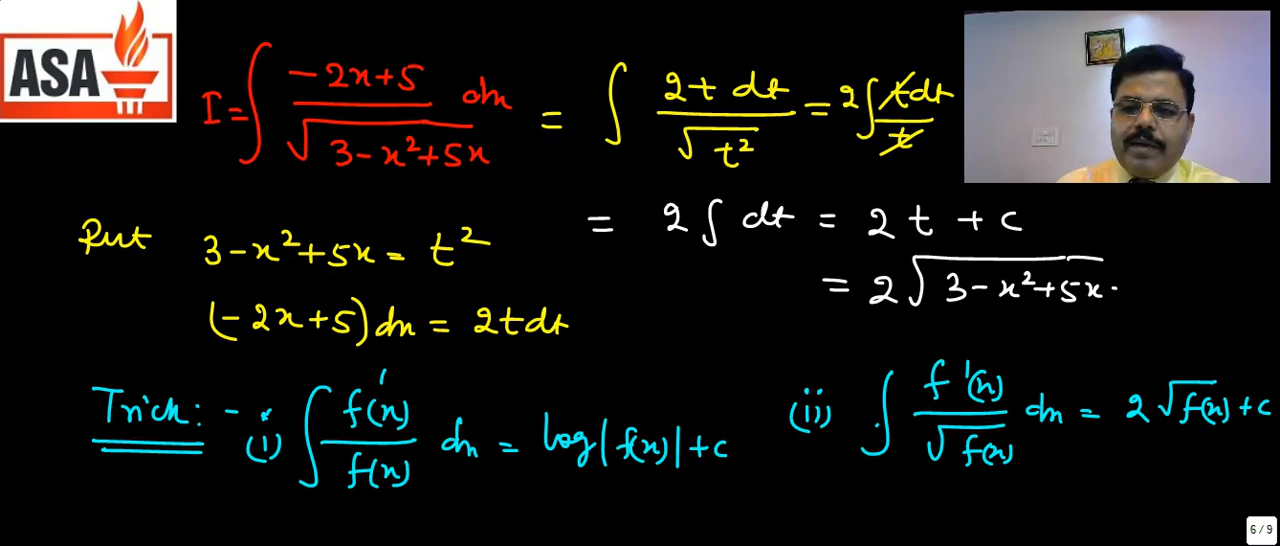 ASA
I = ∫ (-2x+5)/√(3-x²+5x) dx = ∫ 2t dt/√t² = 2∫ t dt/t
= 2∫ dt = 2t + c
= 2√(3-x²+5x).
Put 3-x²+5x = t²
(-2x+5)dx = 2t dt
Trick:- (i) ∫ f'(x)/f(x) dx = log|f(x)| + c
(ii) ∫ f'(x)/√f(x) dx = 2√f(x) + c
6/9